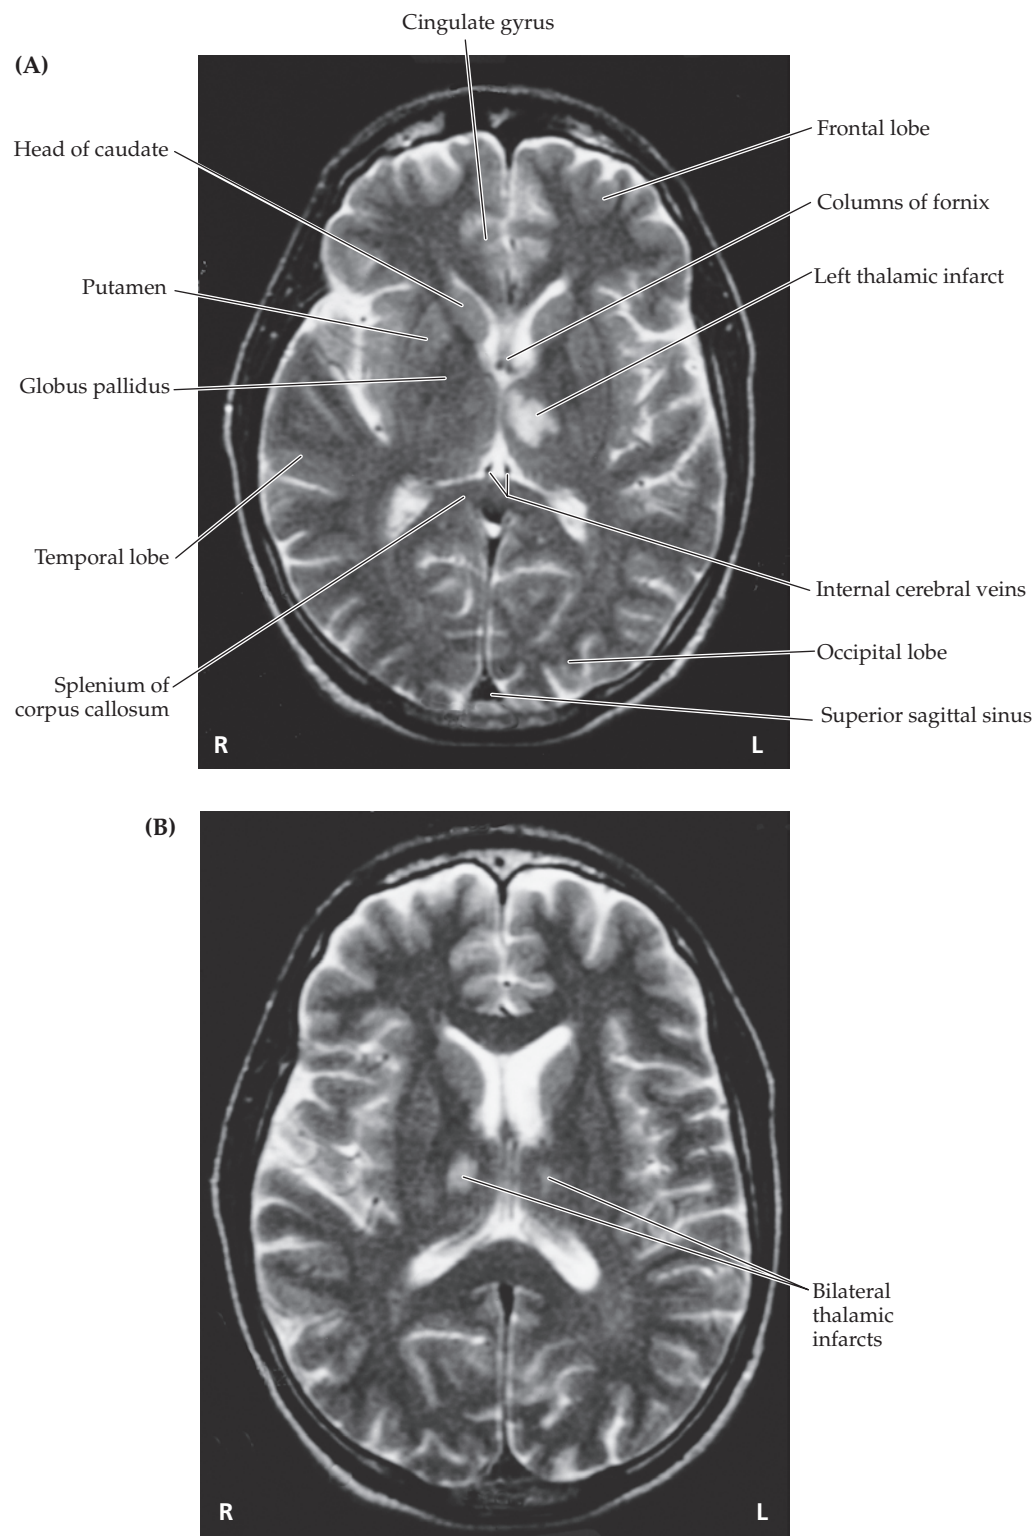 Cingulate gyrus
(A)
Frontal lobe
Head of caudate
Columns of fornix
Left thalamic infarct
Putamen
Globus pallidus
Temporal lobe
Internal cerebral veins
Occipital lobe
Splenium of
corpus callosum
Superior sagittal sinus
R
L
(B)
Bilateral
thalamic
infarcts
R
L